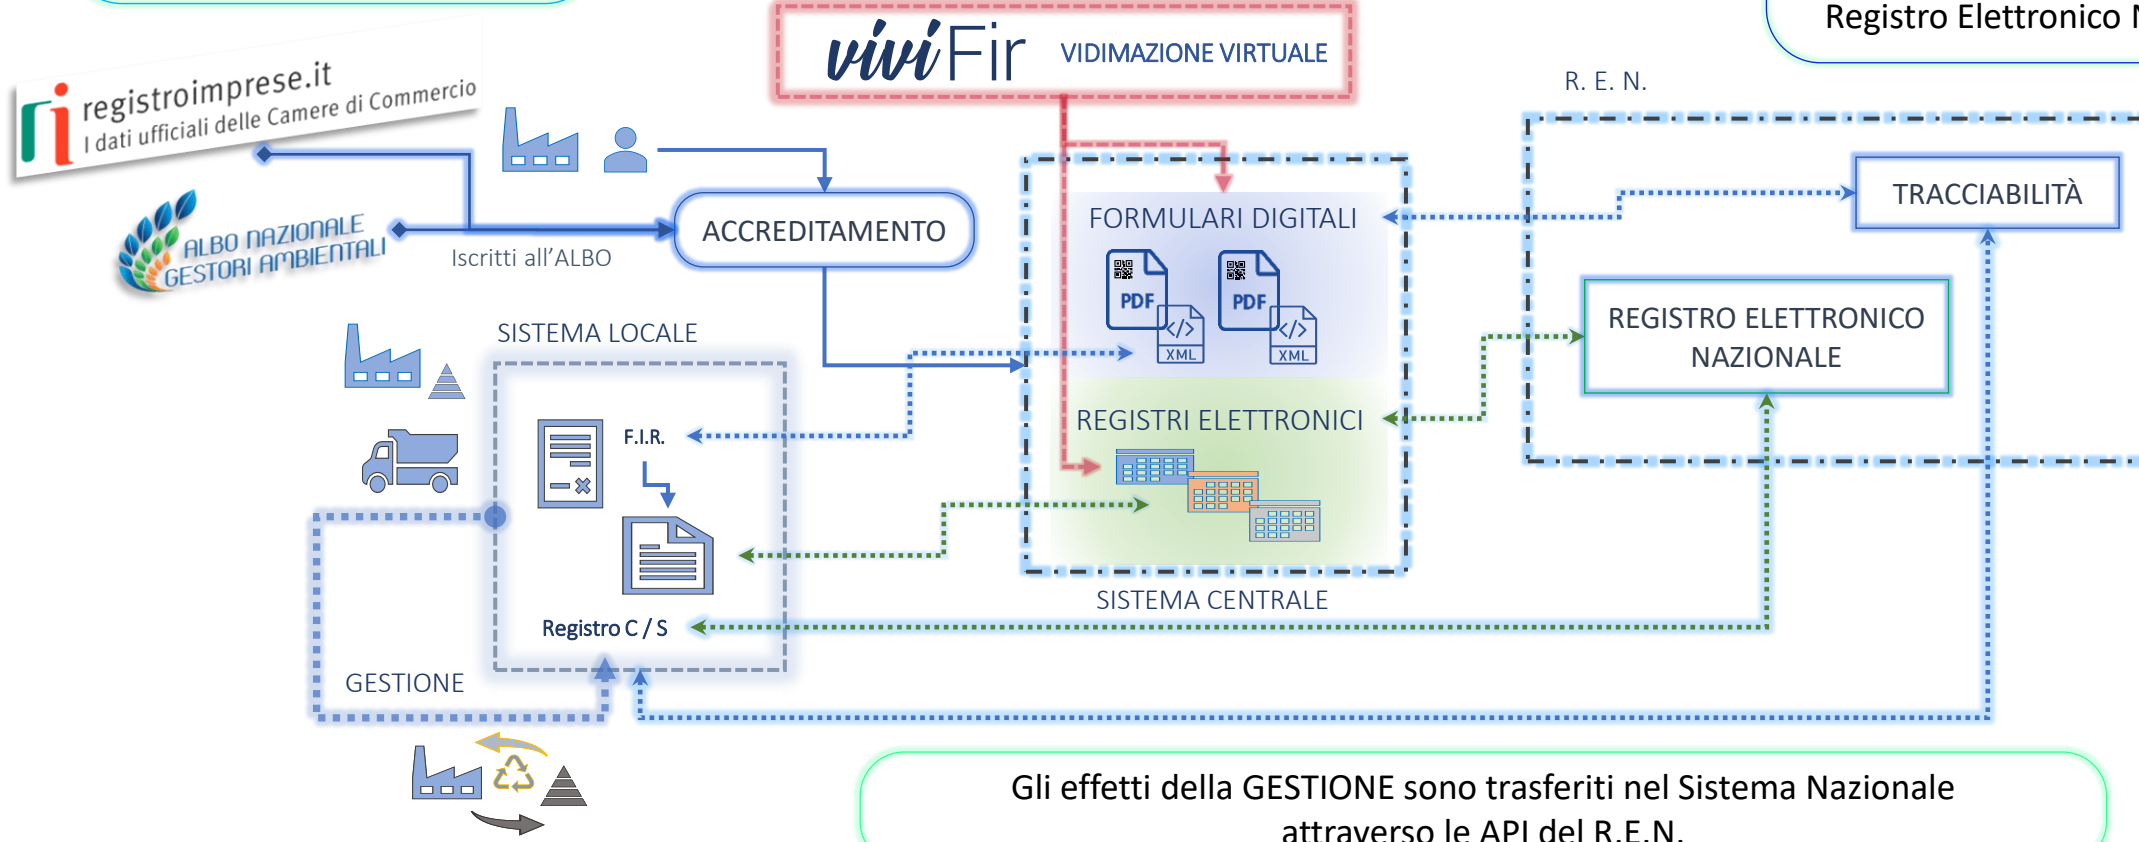 Registro Elettronico N
vivi Fir VIDIMAZIONE VIRTUALE
R. E. N.
registroimprese.it
I dati ufficiali delle Camere di Commercio
ALBO NAZIONALE
GESTORI AMBIENTALI
Iscritti all'ALBO
ACCREDITAMENTO
FORMULARI DIGITALI
TRACCIABILITÀ
PDF
PDF
XML
XML
SISTEMA LOCALE
REGISTRO ELETTRONICO
NAZIONALE
F.I.R.
REGISTRI ELETTRONICI
SISTEMA CENTRALE
Registro C / S
GESTIONE
Gli effetti della GESTIONE sono trasferiti nel Sistema Nazionale
attraverso le API del R.E.N.